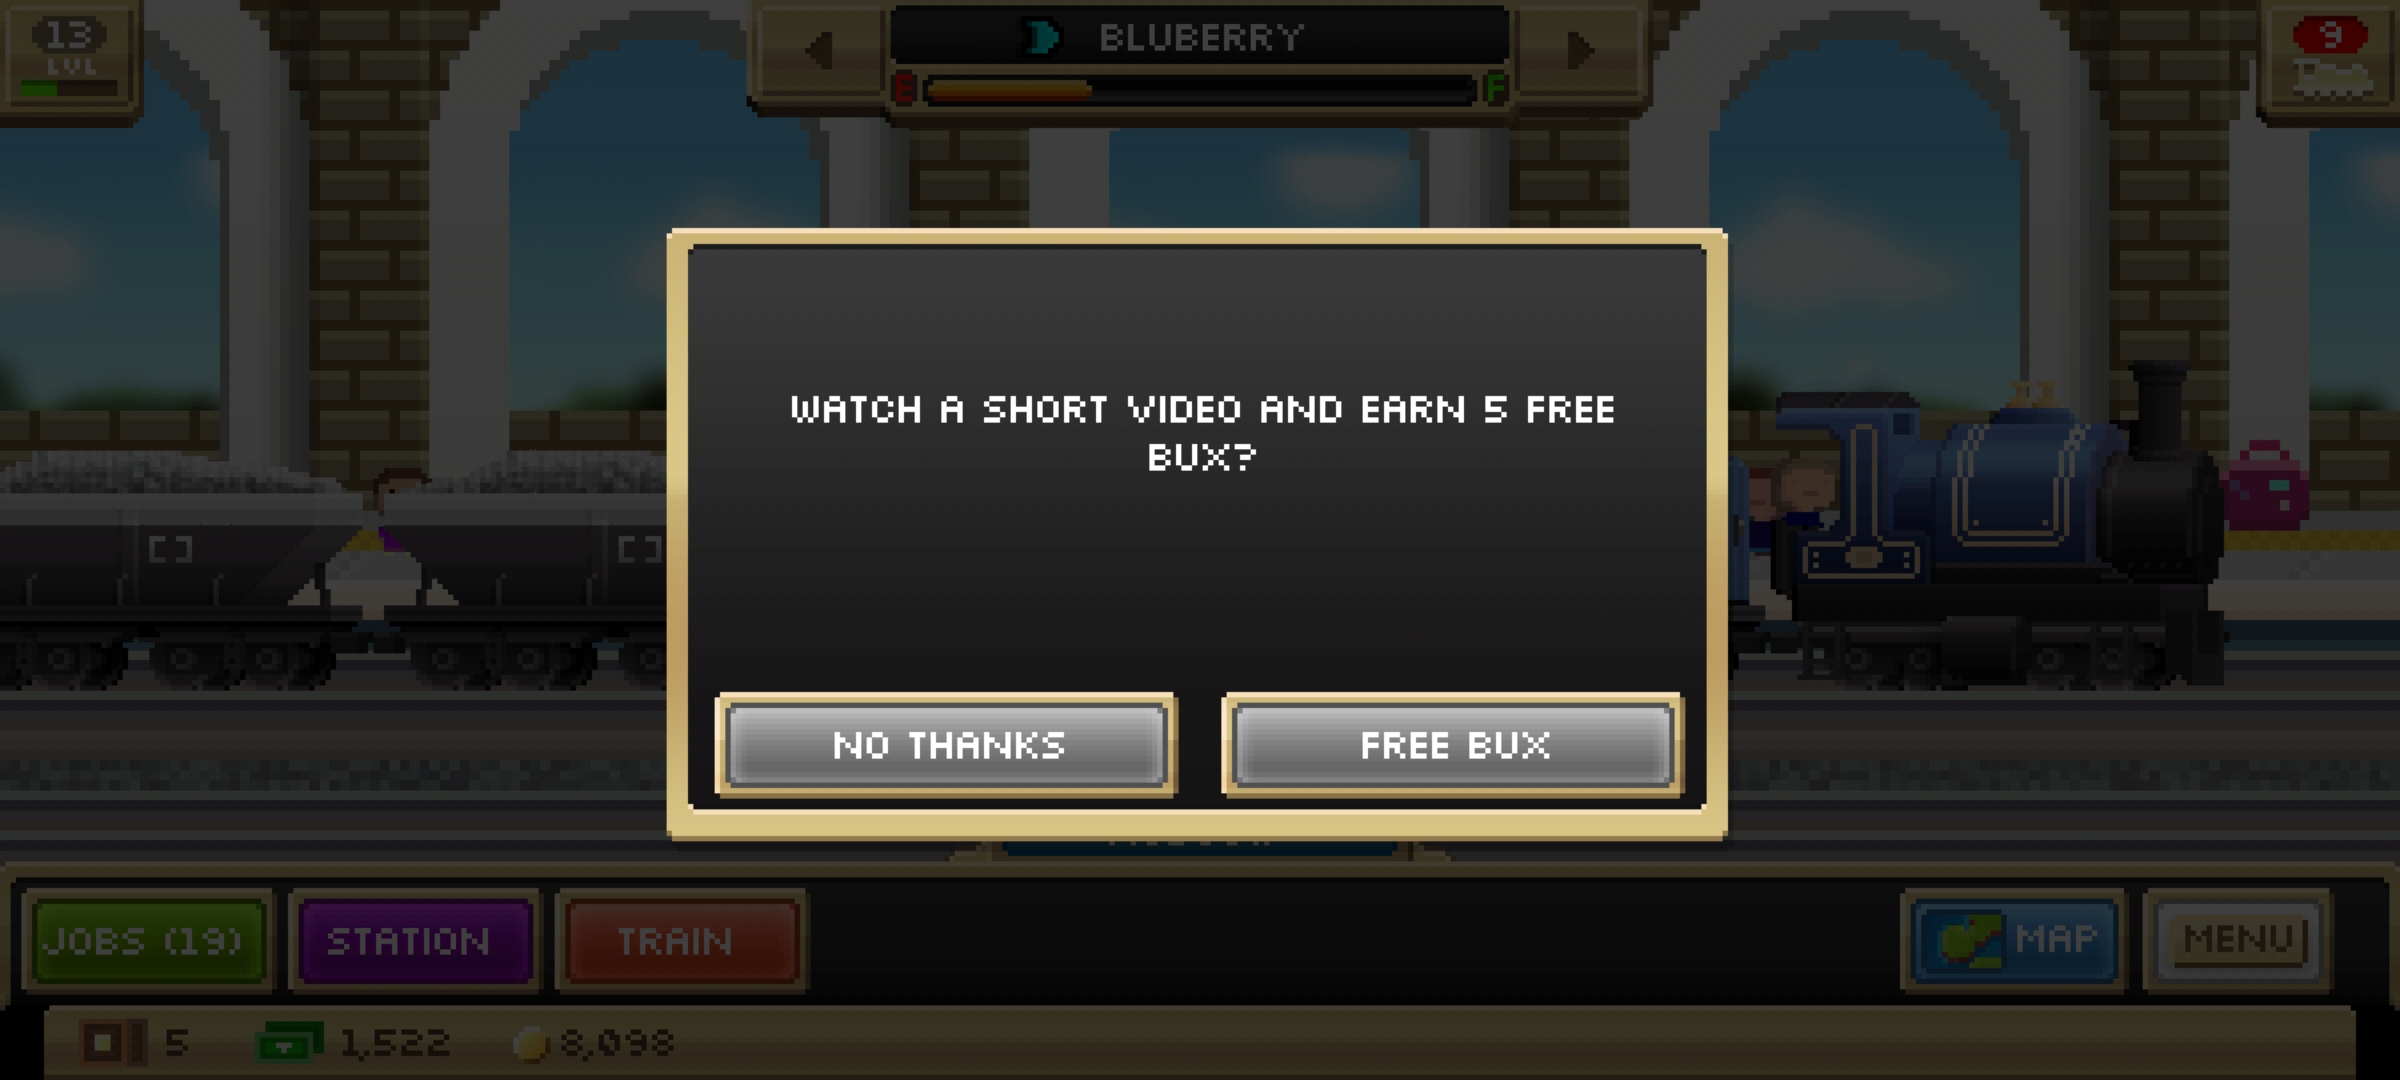 13
LVL
BLUBERRY
E
F
9
WATCH A SHORT VIDEO AND EARN 5 FREE
BUX?
NO THANKS
FREE BUX
JOBS (19)
STATION
TRAIN
MAP
MENU
5
1,522
8,098